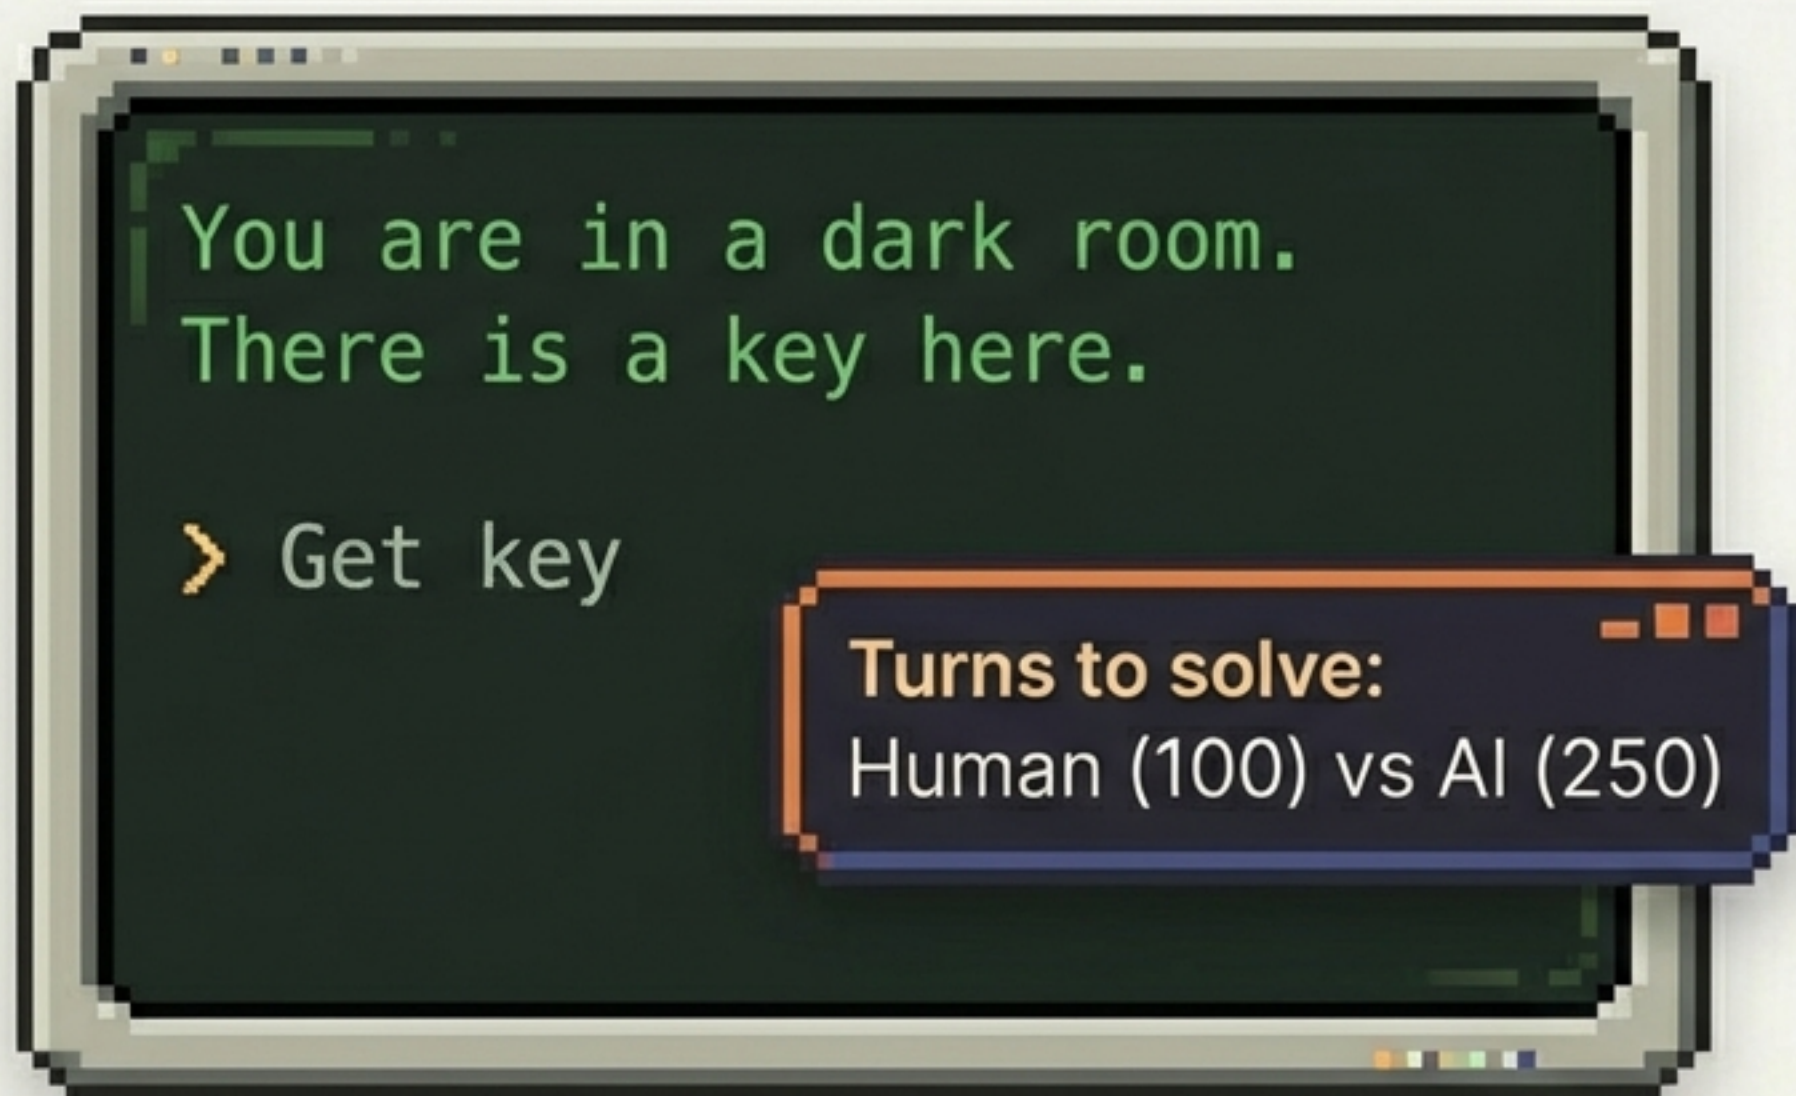 You are in a dark room.
There is a key here.
> Get key
Turns to solve:
Human (100) vs AI (250)